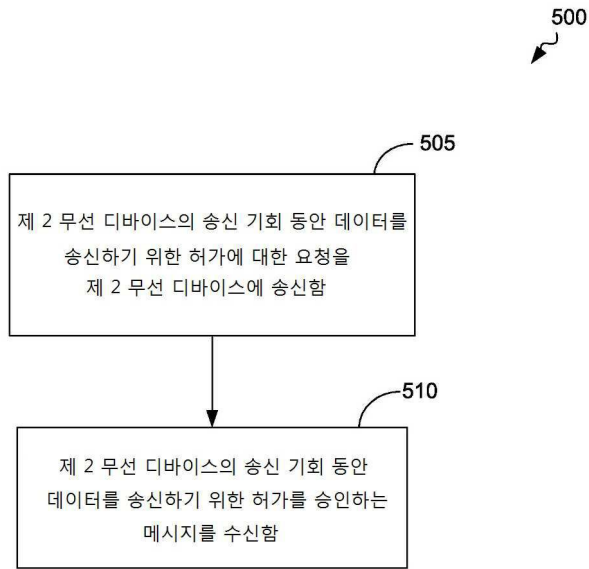 500
505
제 2 무선 디바이스의 송신 기회 동안 데이터를
송신하기 위한 허가에 대한 요청을
제 2 무선 디바이스에 송신함
510
제 2 무선 디바이스의 송신 기회 동안
데이터를 송신하기 위한 허가를 승인하는
메시지를 수신함